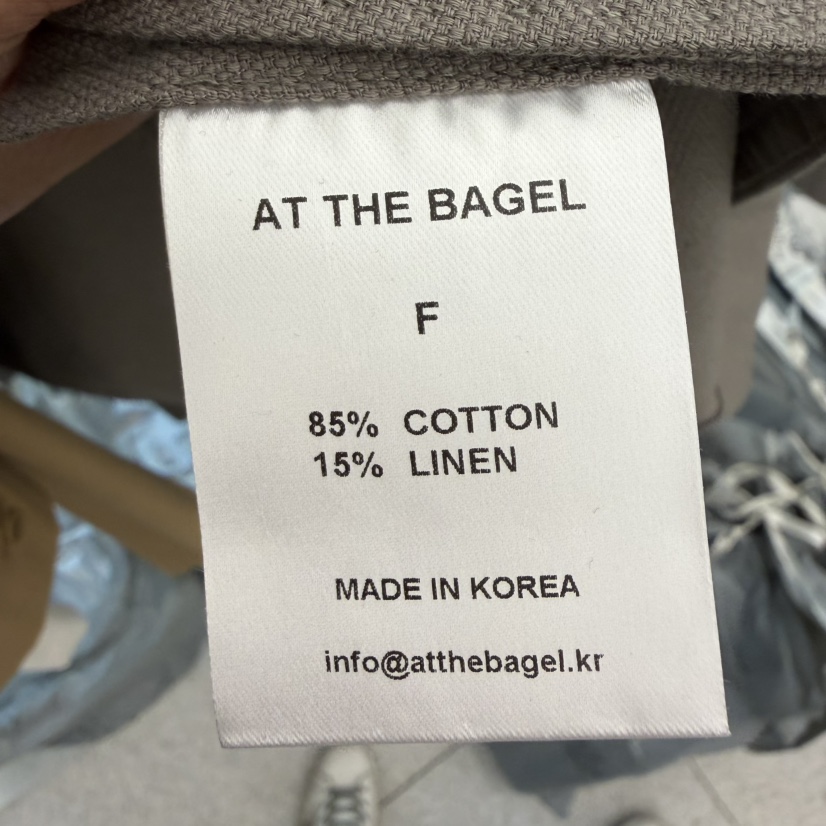 AT THE BAGEL
F
85% COTTON
15% LINEN
MADE IN KOREA
info@atthebagel.kr